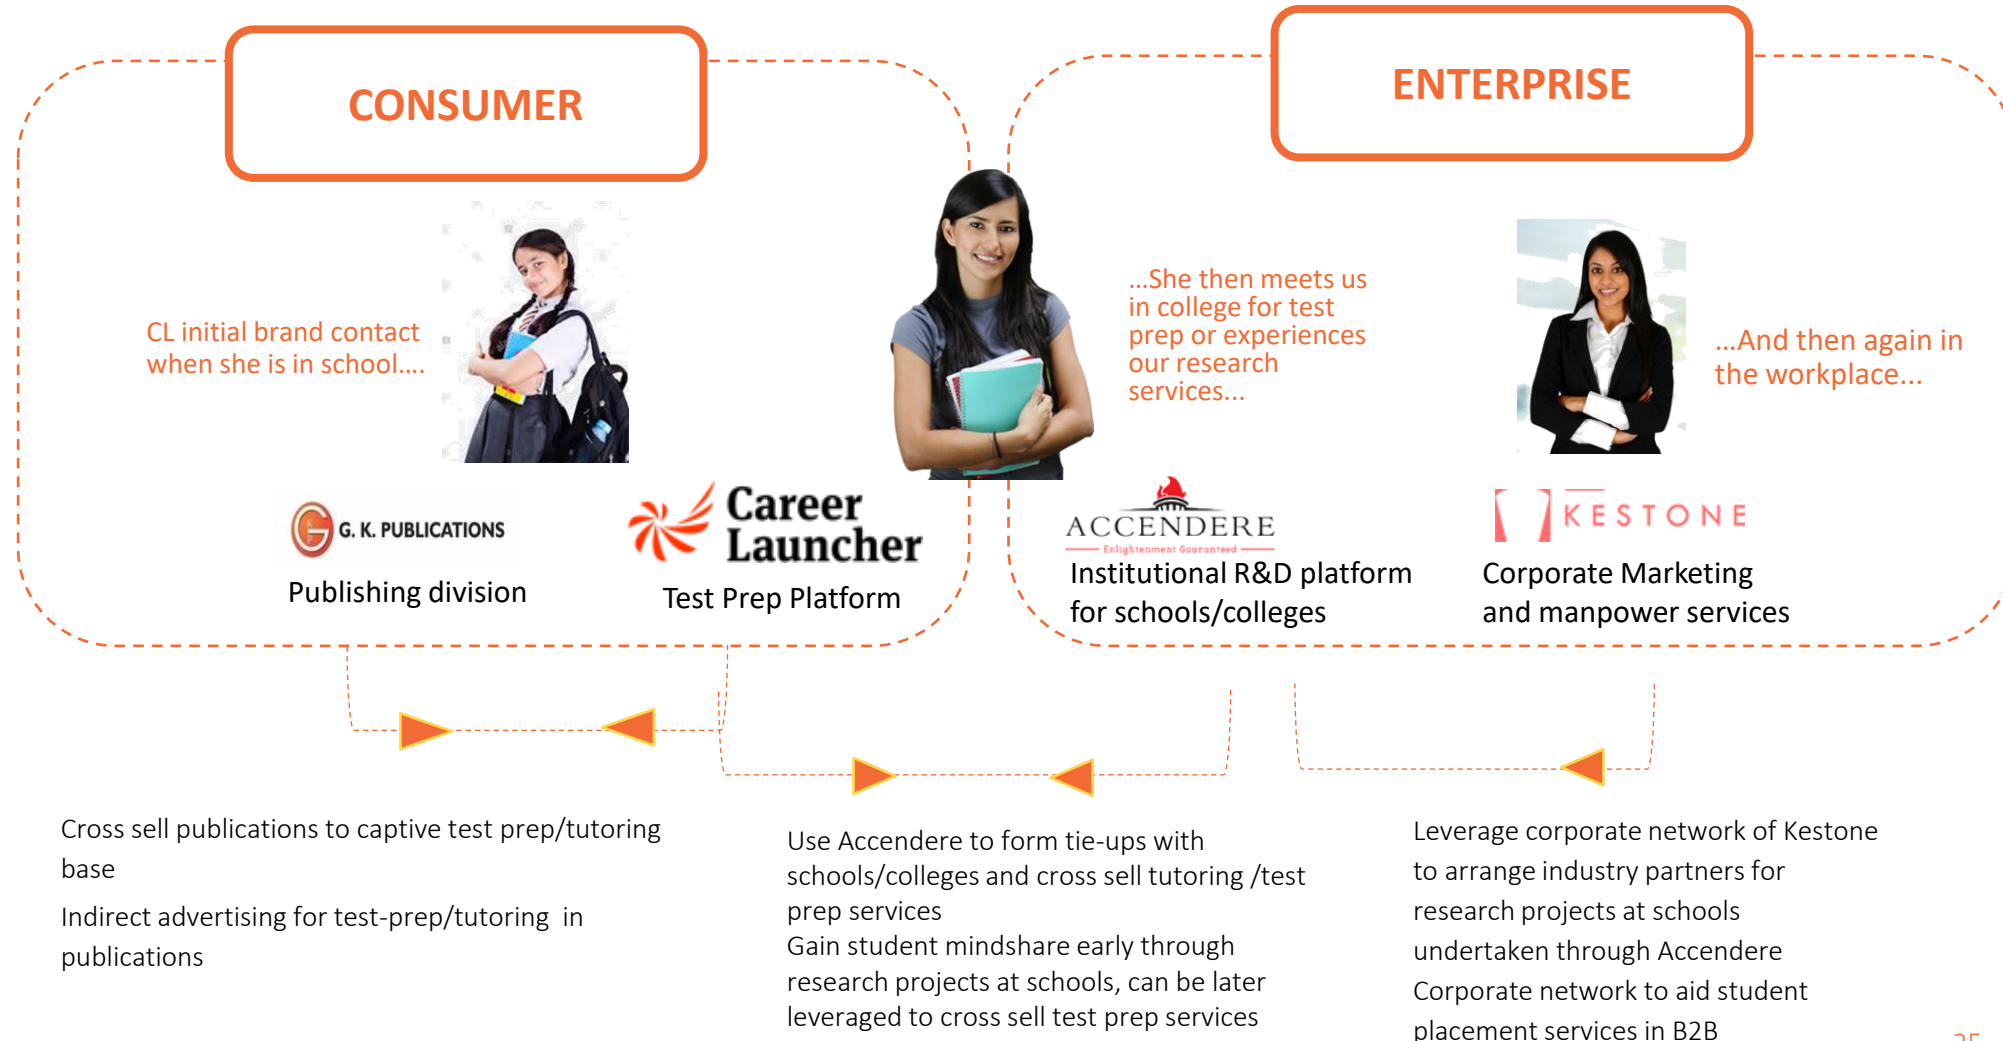 CONSUMER
ENTERPRISE
CL initial brand contact
when she is in school....
...She then meets us
in college for test
prep or experiences
our research
services...
...And then again in
the workplace...
G. K. PUBLICATIONS
Publishing division
Career
Launcher
Test Prep Platform
ACCENDERE
Enlightenment Guaranteed
Institutional R&D platform
for schools/colleges
KESTONE
Corporate Marketing
and manpower services
Cross sell publications to captive test prep/tutoring
base
Indirect advertising for test-prep/tutoring  in
publications
Use Accendere to form tie-ups with
schools/colleges and cross sell tutoring /test
prep services
Gain student mindshare early through
research projects at schools, can be later
leveraged to cross sell test prep services
Leverage corporate network of Kestone
to arrange industry partners for
research projects at schools
undertaken through Accendere
Corporate network to aid student
placement services in B2B